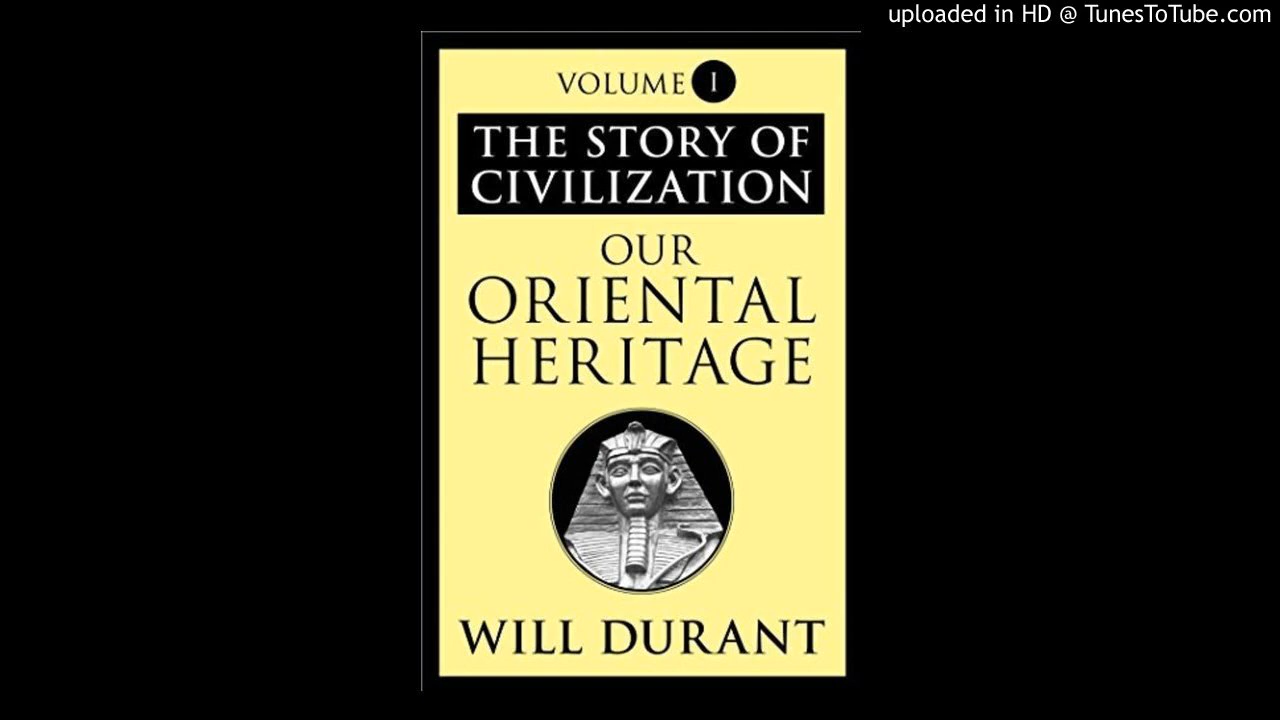 uploaded in HD @ TunesToTube.com
VOLUME I
THE STORY OF
CIVILIZATION
OUR
ORIENTAL
HERITAGE
WILL DURANT